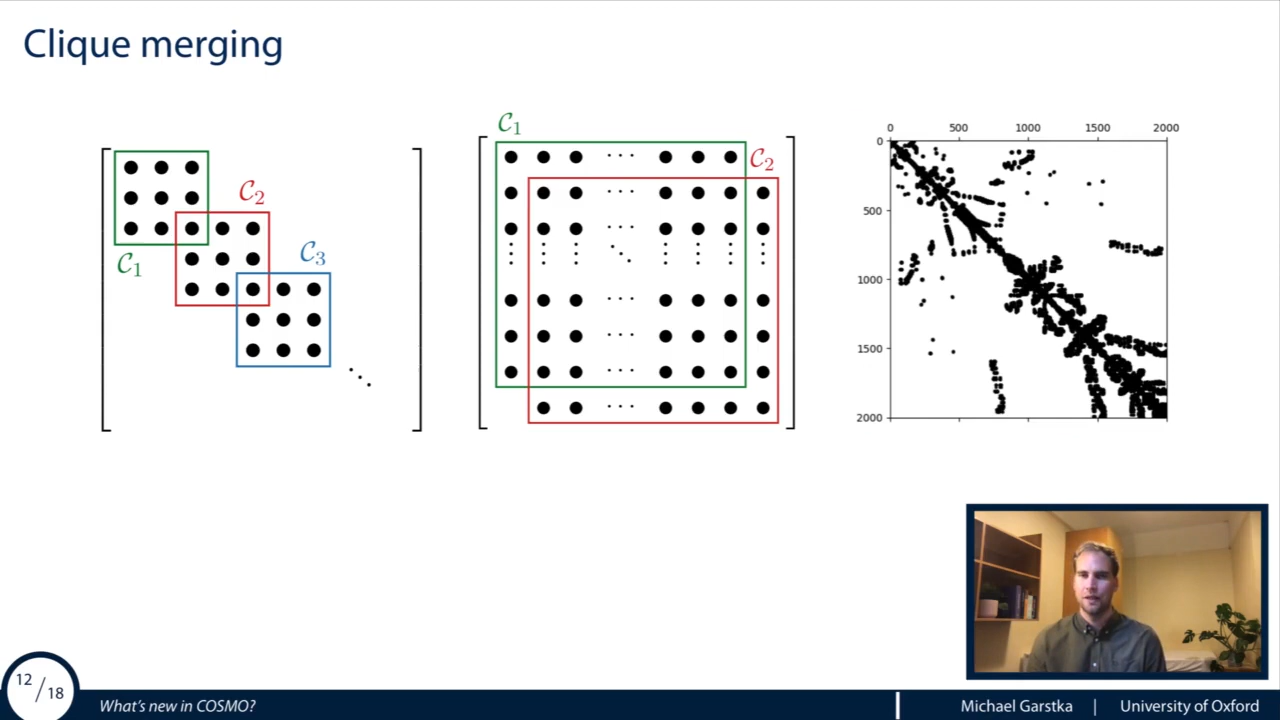 Clique merging
C1
C2
C3
C1
C2
0 500 1000 1500 2000
0
500
1000
1500
2000
12/18
What's new in COSMO?
Michael Garstka | University of Oxford